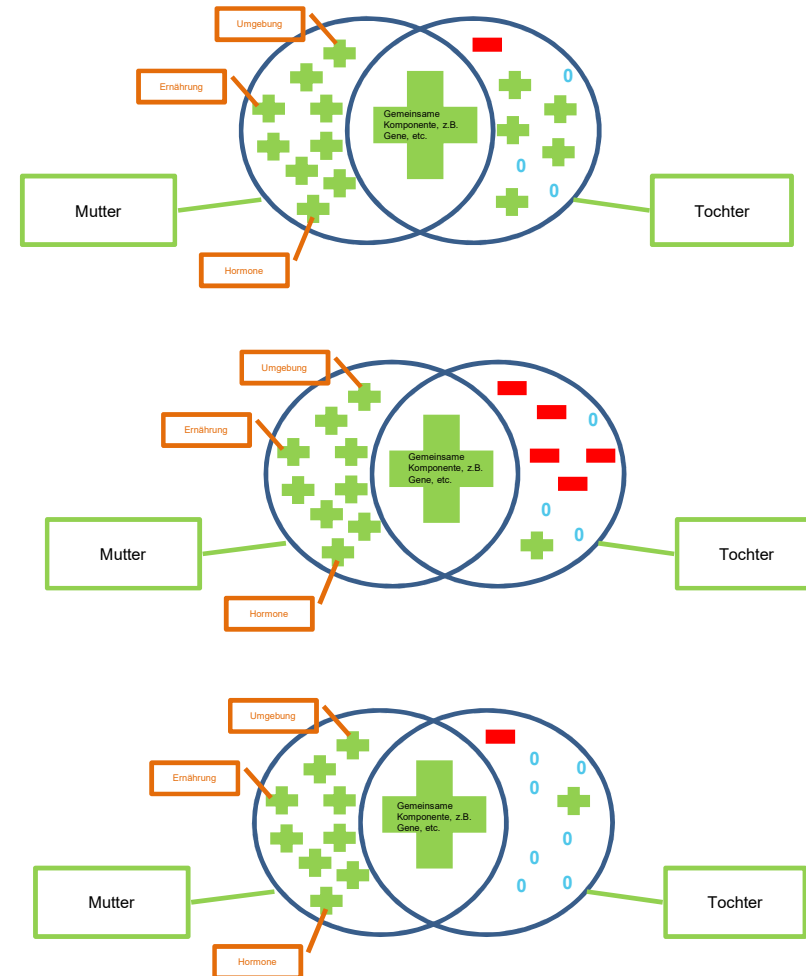 Umgebung
Ernährung
Gemeinsame
Komponente, z.B.
Gene, etc.
0
0
0
Mutter
Tochter
Hormone
Umgebung
Ernährung
Gemeinsame
Komponente, z.B.
Gene, etc.
0
0
0
Mutter
Tochter
Hormone
Umgebung
Ernährung
Gemeinsame
Komponente, z.B.
Gene, etc.
0
0
0
0
0
0
0
Mutter
Tochter
Hormone